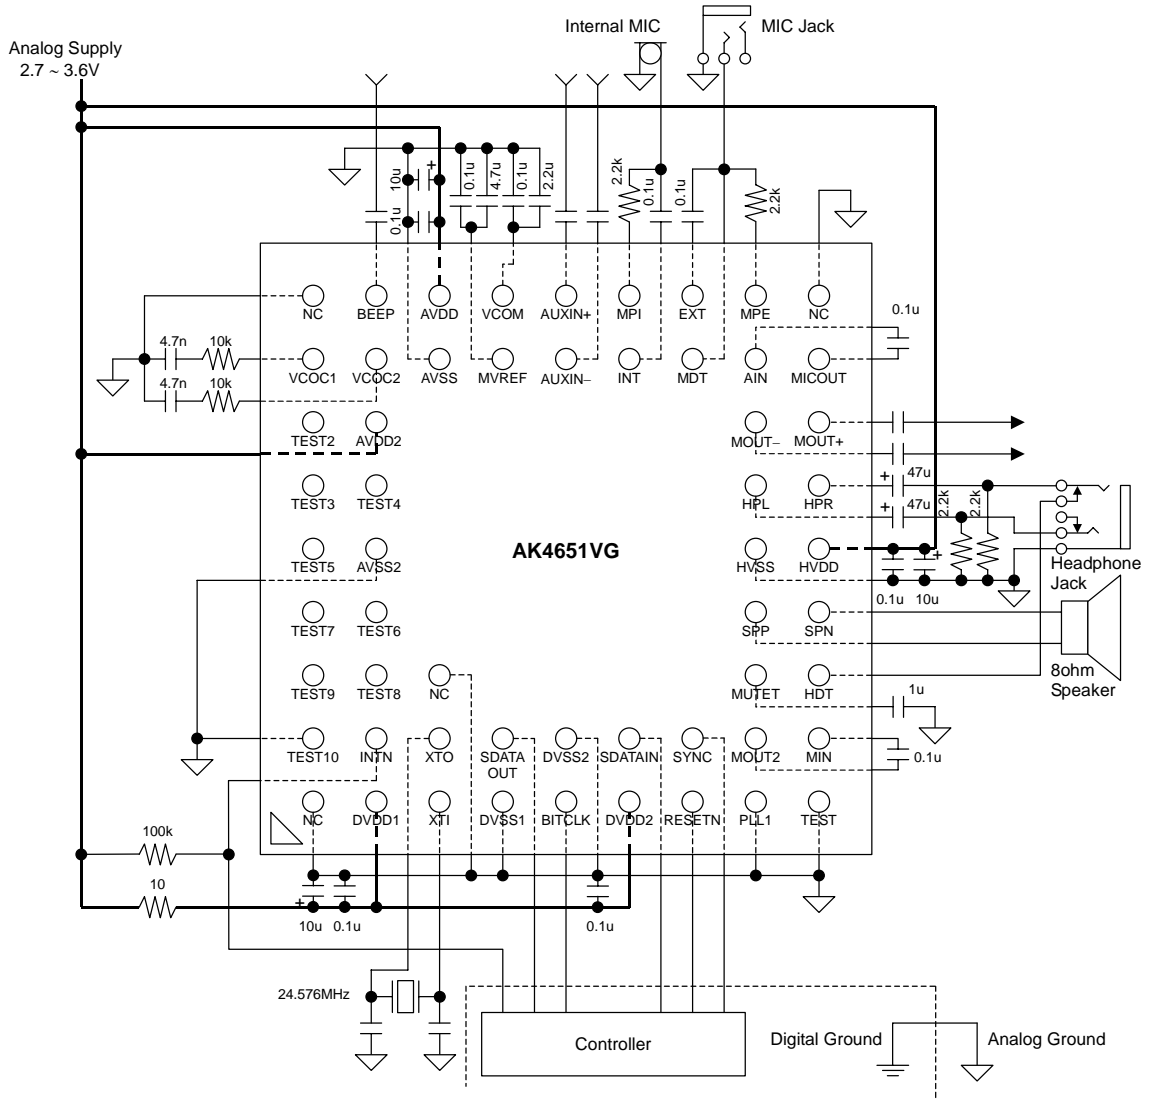 Internal MIC
MIC Jack
Analog Supply
2.7 ~ 3.6V
10u
0.1u
0.1u
4.7u
0.1u
2.2u
2.2k
0.1u
0.1u
2.2k
NC
BEEP
AVDD
VCOM
AUXIN+
MPI
EXT
MPE
NC
0.1u
4.7n
10k
VCOC1
VCOC2
AVSS
MVREF
AUXIN−
INT
MDT
AIN
MICOUT
4.7n
10k
TEST2
AVDD2
MOUT−
MOUT+
+
47u
TEST3
TEST4
HPL
HPR
+
47u
2.2k
2.2k
AK4651VG
TEST5
AVSS2
HVSS
HVDD
+
0.1u
10u
Headphone
Jack
TEST7
TEST6
SPP
SPN
TEST9
TEST8
NC
MUTET
HDT
8ohm
Speaker
1u
TEST10
INTN
XTO
SDATA
OUT
DVSS2
SDATAIN
SYNC
MOUT2
MIN
0.1u
NC
DVDD1
XTI
DVSS1
BITCLK
DVDD2
RESETN
PLL1
TEST
100k
10
+
10u
0.1u
0.1u
24.576MHz
Controller
Digital Ground
Analog Ground